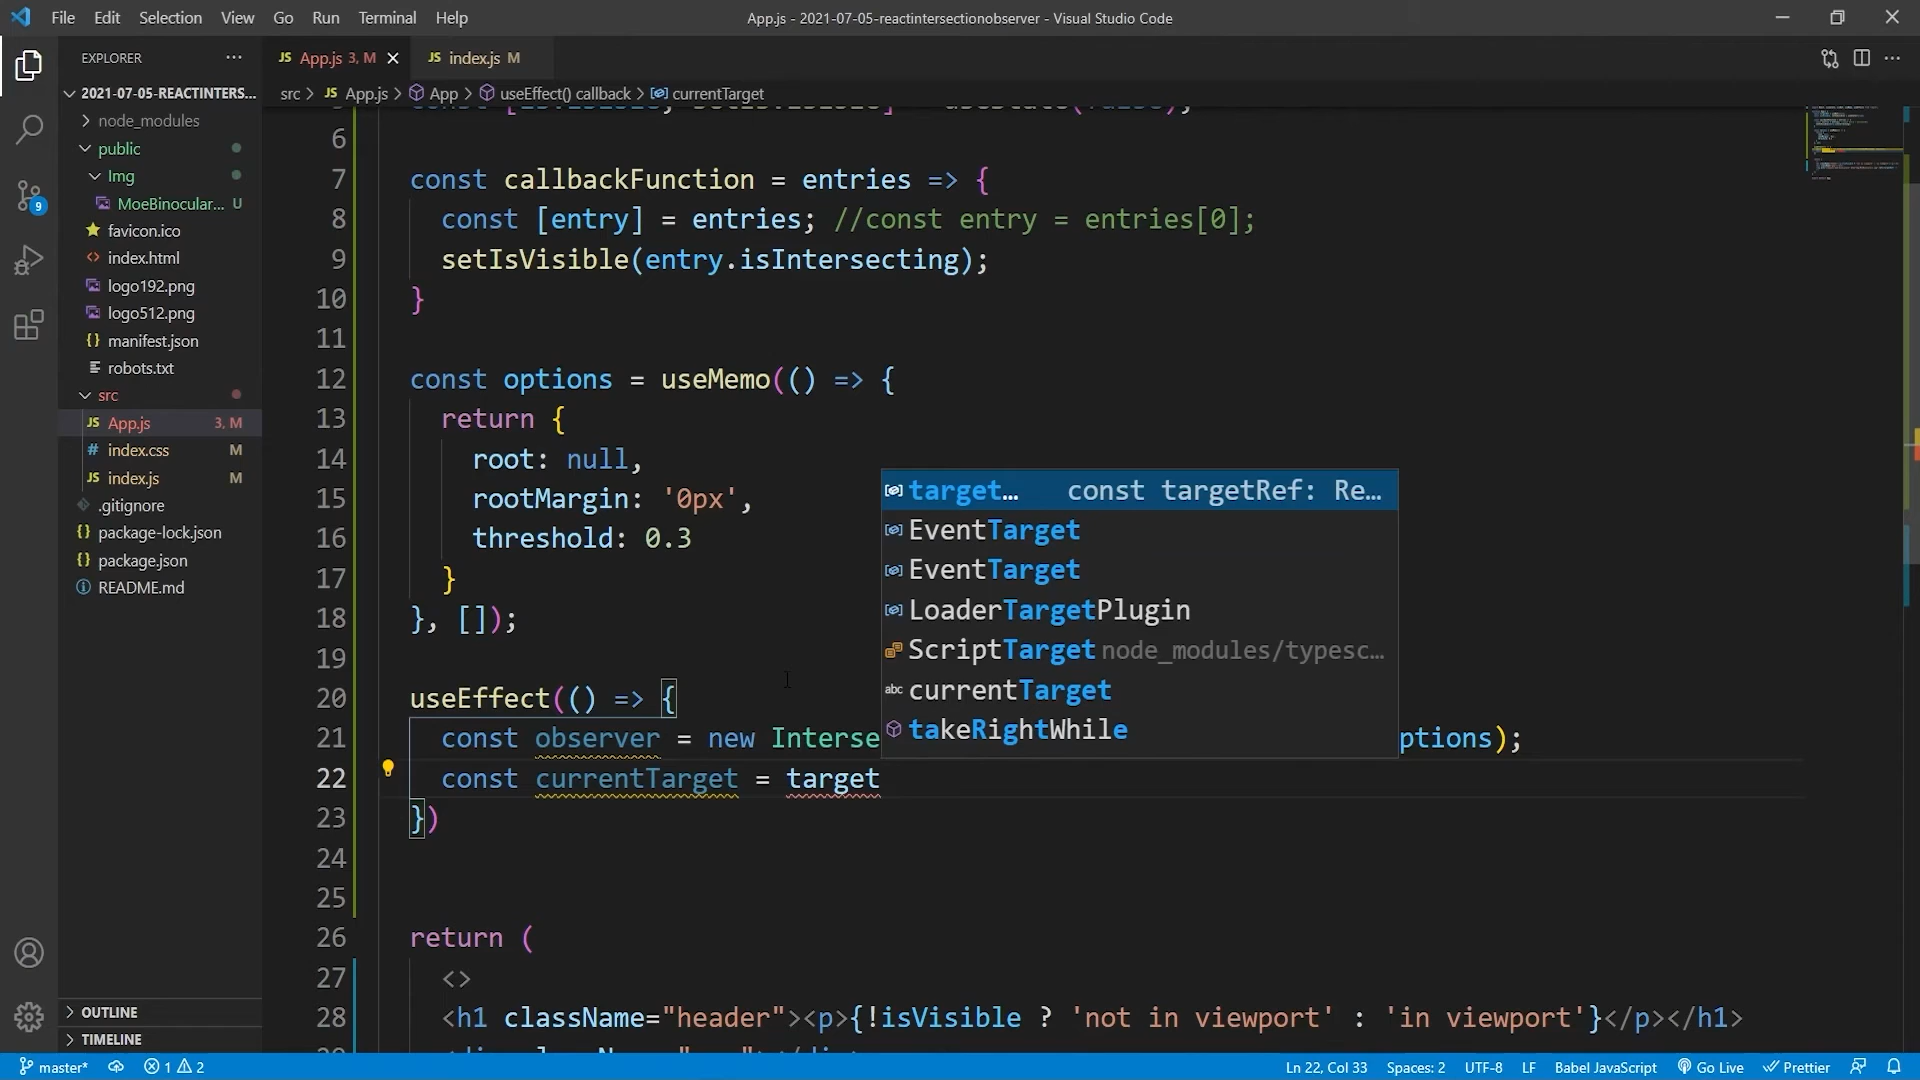 File Edit Selection View Go Run Terminal Help
App.js - 2021-07-05-reactintersectionobserver - Visual Studio Code
EXPLORER ...
JS App.js 3, M
JS index.js M
2021-07-05-REACTINTERS...
src > JS App.js > App > useEffect() callback > currentTarget
node_modules
public
Img
MoeBinocular... U
favicon.ico
index.html
logo192.png
logo512.png
manifest.json
robots.txt
src
JS App.js 3, M
# index.css M
JS index.js M
.gitignore
package-lock.json
package.json
README.md
OUTLINE
TIMELINE
9
6
7 const callbackFunction = entries => {
8 const [entry] = entries; //const entry = entries[0];
9 setIsVisible(entry.isIntersecting);
10 }
11
12 const options = useMemo(() => {
13 return {
14 root: null,
15 rootMargin: '0px',
16 threshold: 0.3
17 }
18 }, []);
19
20 useEffect(() => {
21 const observer = new Interse ptions);
22 const currentTarget = target
23 })
24
25
26 return (
27 <>
28 <h1 className="header"><p>{!isVisible ? 'not in viewport' : 'in viewport'}</p></h1>
target... const targetRef: Re...
EventTarget
EventTarget
LoaderTargetPlugin
ScriptTarget node_modules/typesc...
abc currentTarget
takeRightWhile
master* 1 2
Ln 22, Col 33 Spaces: 2 UTF-8 LF Babel JavaScript Go Live Prettier